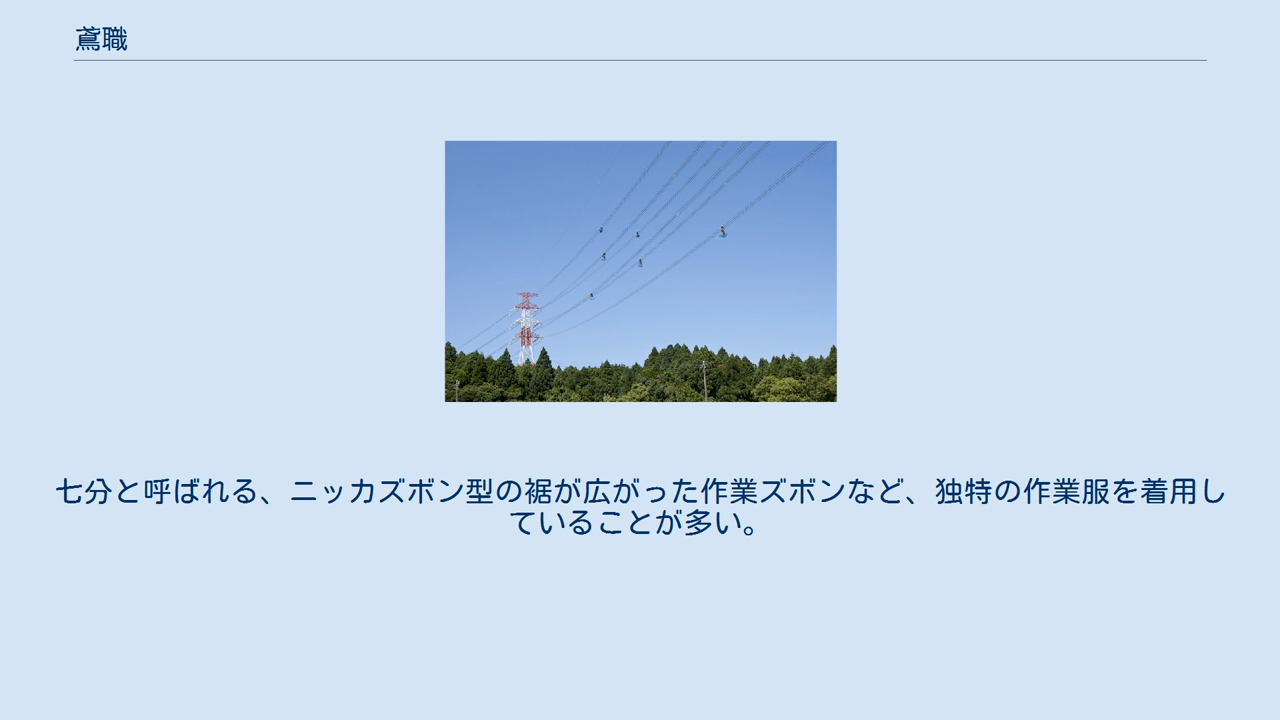 鳶職
七分と呼ばれる、ニッカズボン型の裾が広がった作業ズボンなど、独特の作業服を着用し
ていることが多い。